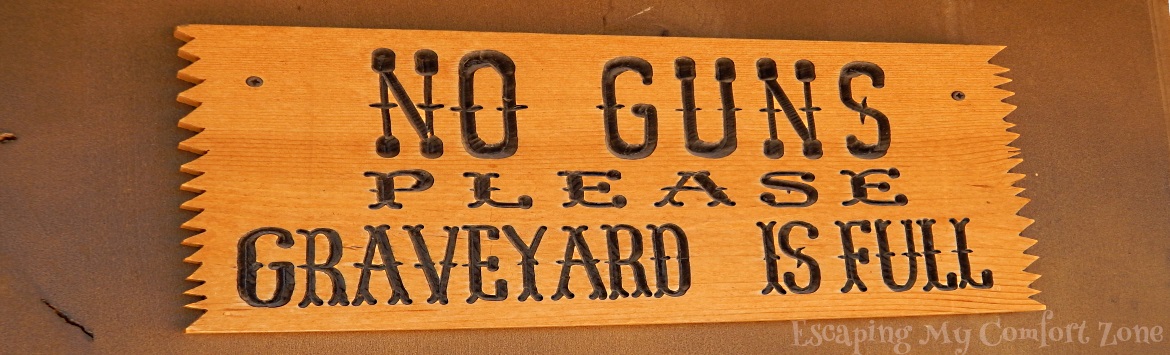 NO GUNS
PLEASE
GRAVEYARD IS FULL
Escaping My Comfort Zone